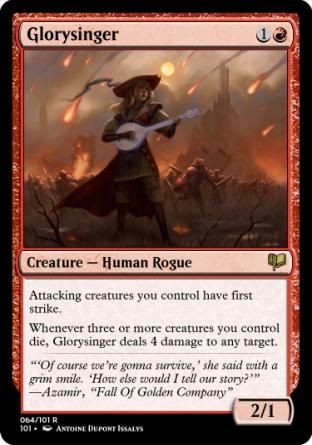 Glorysinger 1
Creature — Human Rogue
Attacking creatures you control have first
strike.
Whenever three or more creatures you control
die, Glorysinger deals 4 damage to any target.
“‘Of course we’re gonna survive,’ she said with a
grim smile. ‘How else would I tell our story?’”
—Azamir, “Fall Of Golden Company”
2/1
064/101 R
101 • Antoine Dupont Issalys